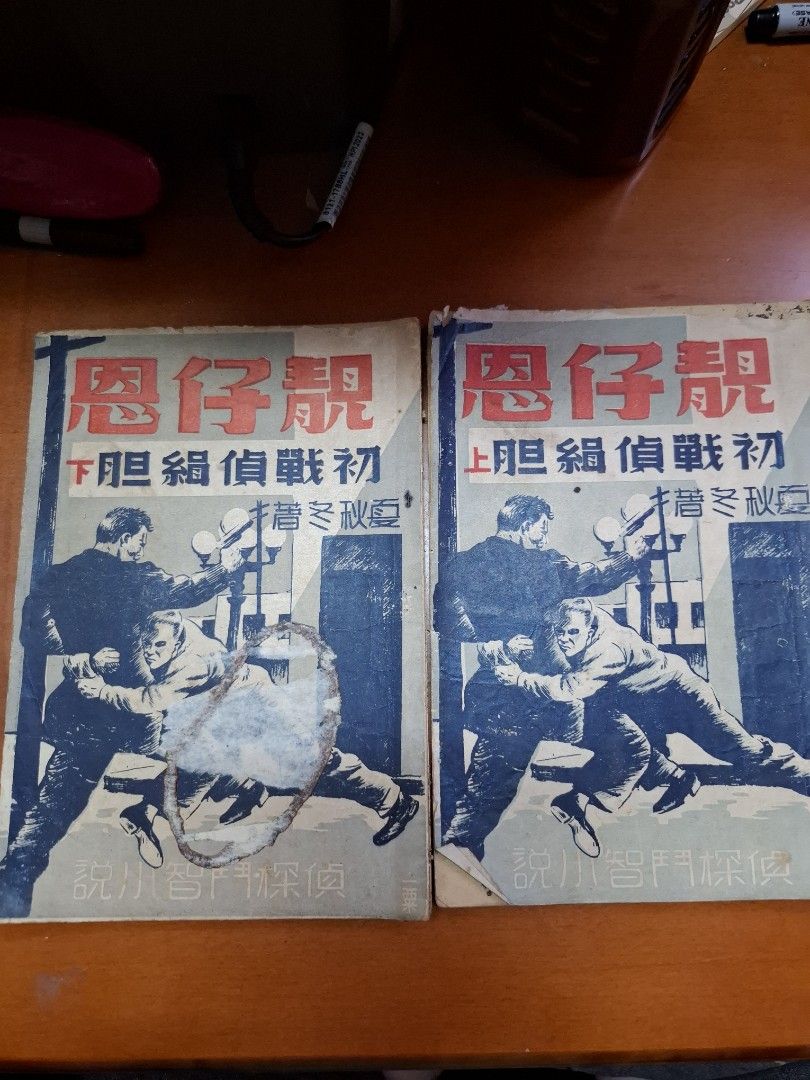 靚仔恩
初戰偵緝胆下
夏秋冬著
偵探鬥智小說
靚仔恩
初戰偵緝胆上
夏秋冬著
偵探鬥智小說